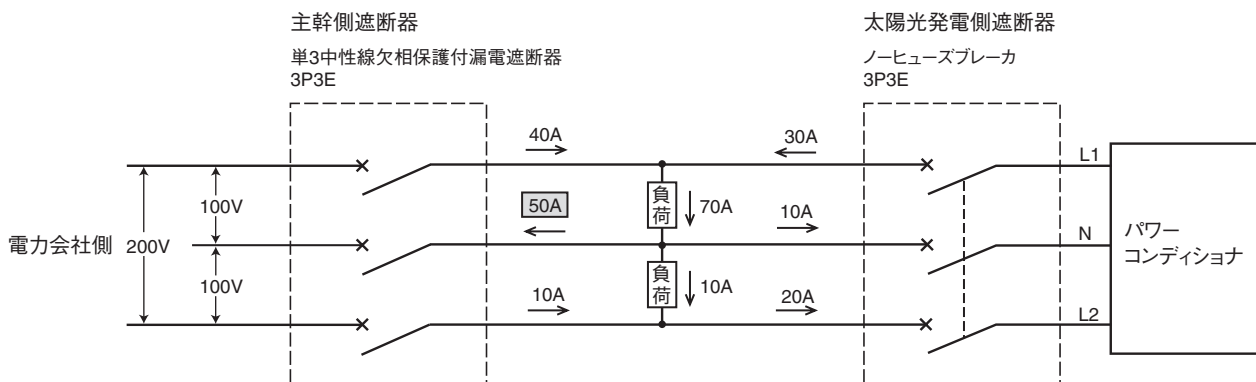 主幹側遮断器
単3中性線欠相保護付漏電遮断器
3P3E
太陽光発電側遮断器
ノーヒューズブレーカ
3P3E
40A
30A
L1
100V
50A
負荷
70A
10A
N
電力会社側
200V
パワー
コンディショナ
100V
10A
負荷
10A
20A
L2